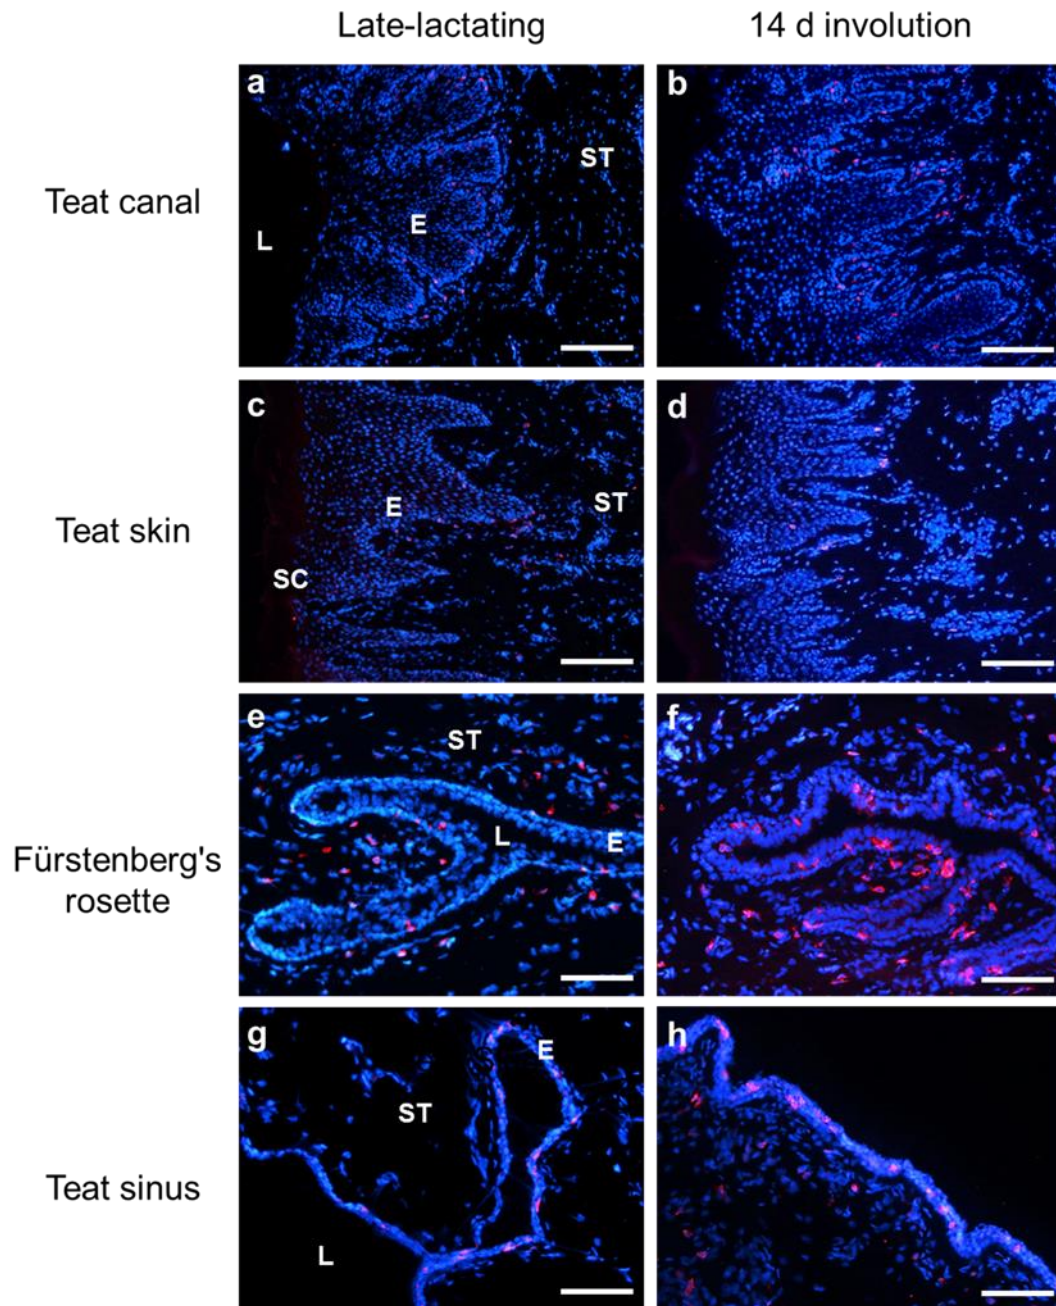 Late-lactating 14 d involution
Teat canal
a
ST
E
L
b
Teat skin
c
E
ST
SC
d
Fürstenberg's
rosette
e
ST
L
E
f
Teat sinus
g
E
ST
L
h